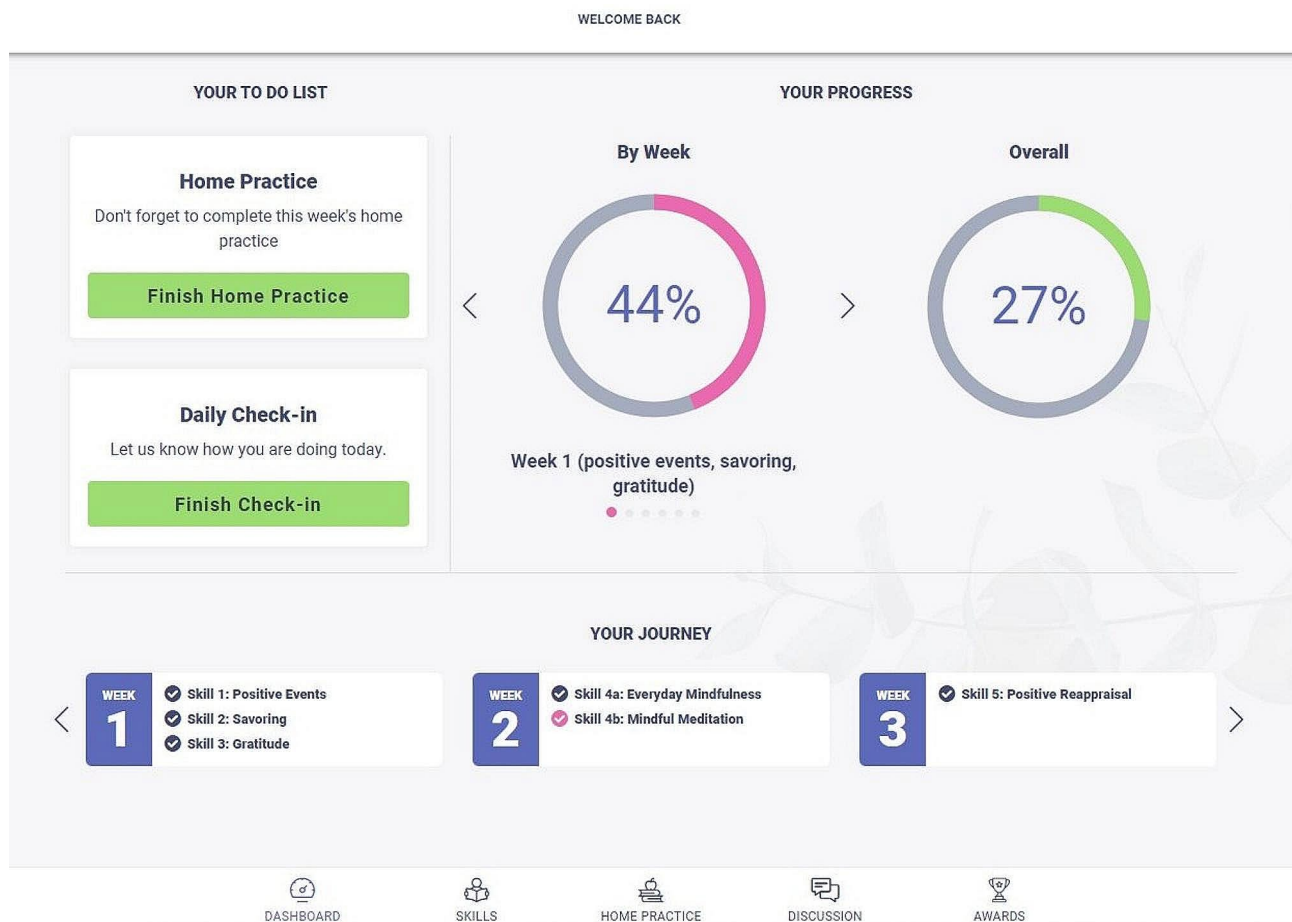 WELCOME BACK
YOUR TO DO LIST
Home Practice
Don't forget to complete this week's home
practice
Finish Home Practice
Daily Check-in
Let us know how you are doing today.
Finish Check-in
YOUR PROGRESS
By Week
44%
Week 1 (positive events, savoring,
gratitude)
Overall
27%
YOUR JOURNEY
WEEK
1
Skill 1: Positive Events
Skill 2: Savoring
Skill 3: Gratitude
WEEK
2
Skill 4a: Everyday Mindfulness
Skill 4b: Mindful Meditation
WEEK
3
Skill 5: Positive Reappraisal
DASHBOARD
SKILLS
HOME PRACTICE
DISCUSSION
AWARDS